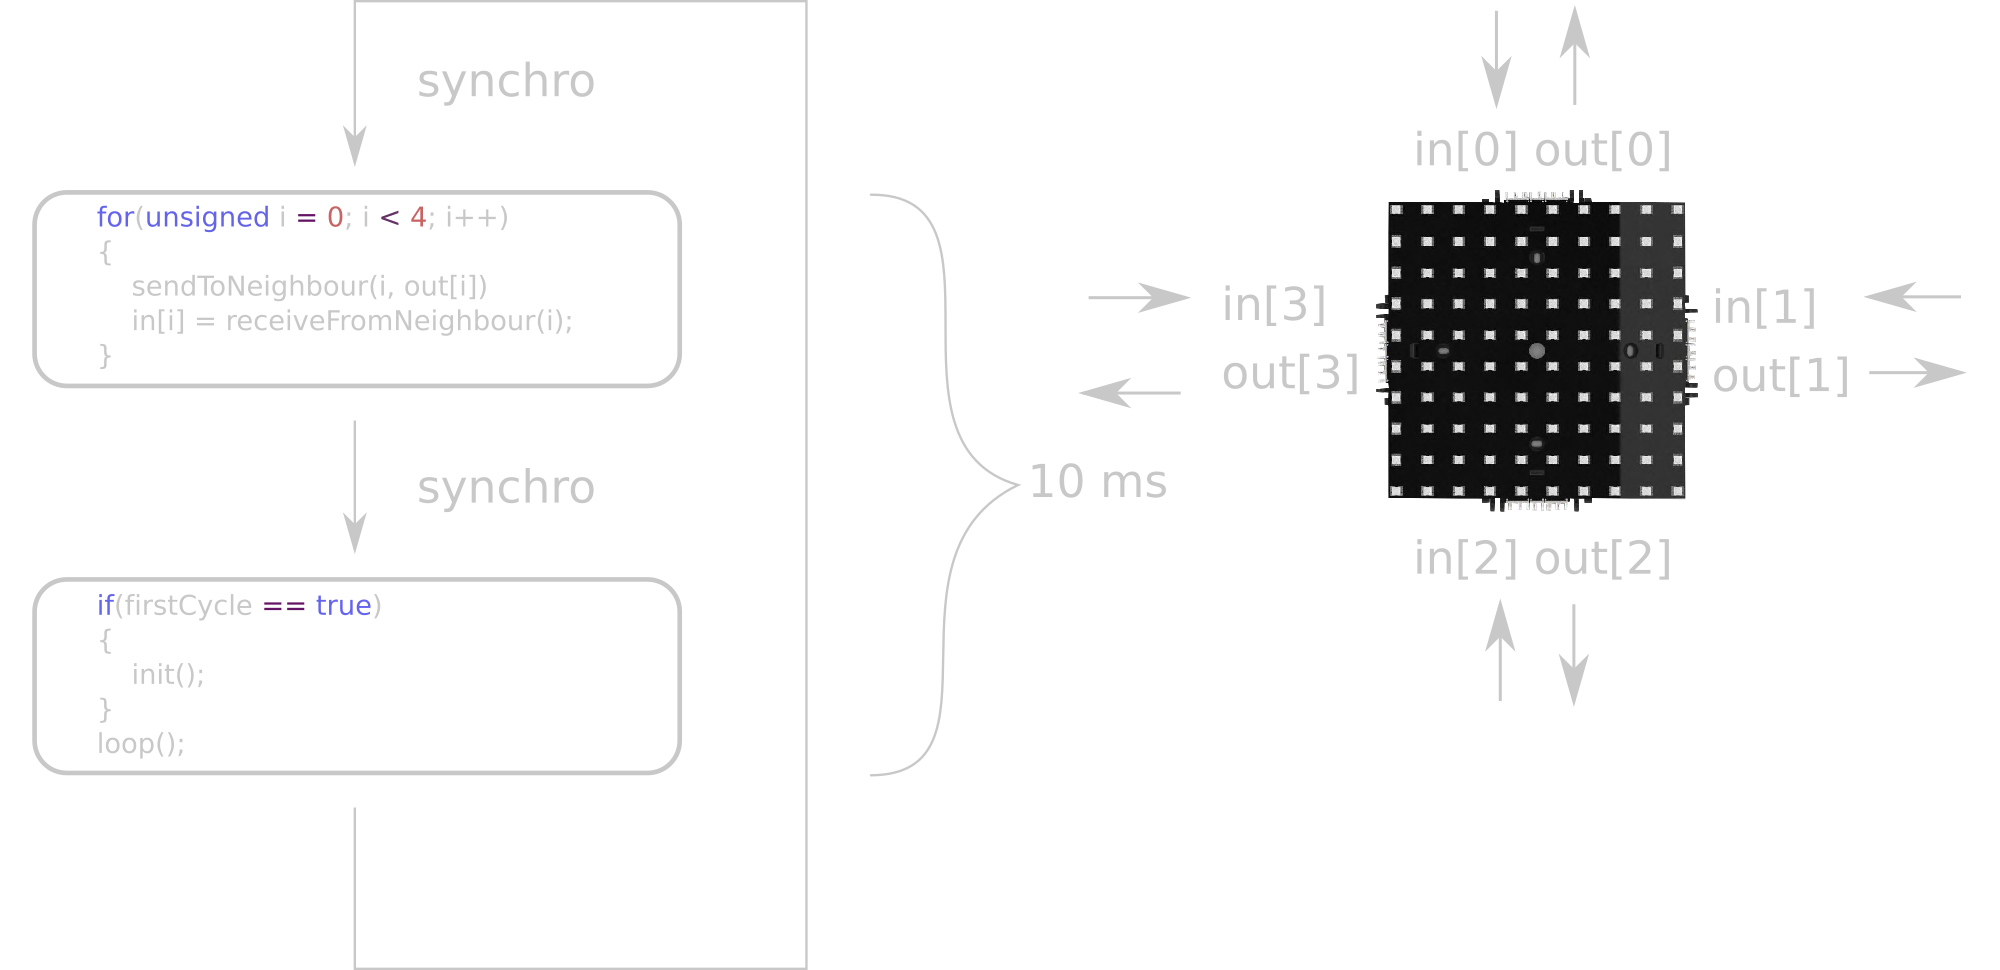 synchro
for(unsigned i = 0; i < 4; i++)
{
sendToNeighbour(i, out[i])
in[i] = receiveFromNeighbour(i);
}
synchro
if(firstCycle == true)
{
init();
}
loop();
10 ms
in[0] out[0]
in[3]
out[3]
in[1]
out[1]
in[2] out[2]